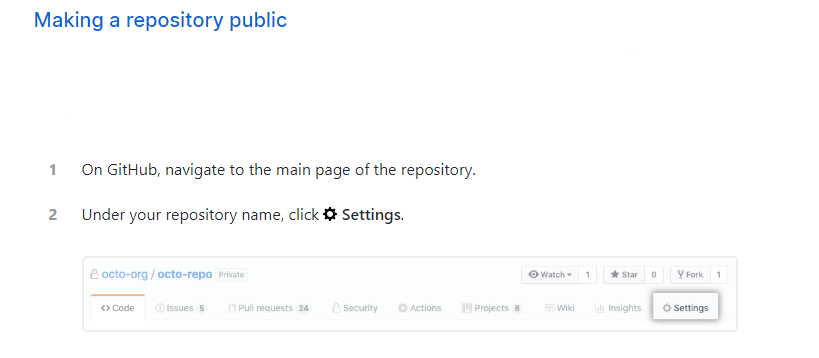 Making a repository public
1 On GitHub, navigate to the main page of the repository.
2 Under your repository name, click Settings.
octo-org / octo-repo Private Watch 1 Star 0 Fork 1
Code Issues 5 Pull requests 24 Security Actions Projects 8 Wiki Insights Settings